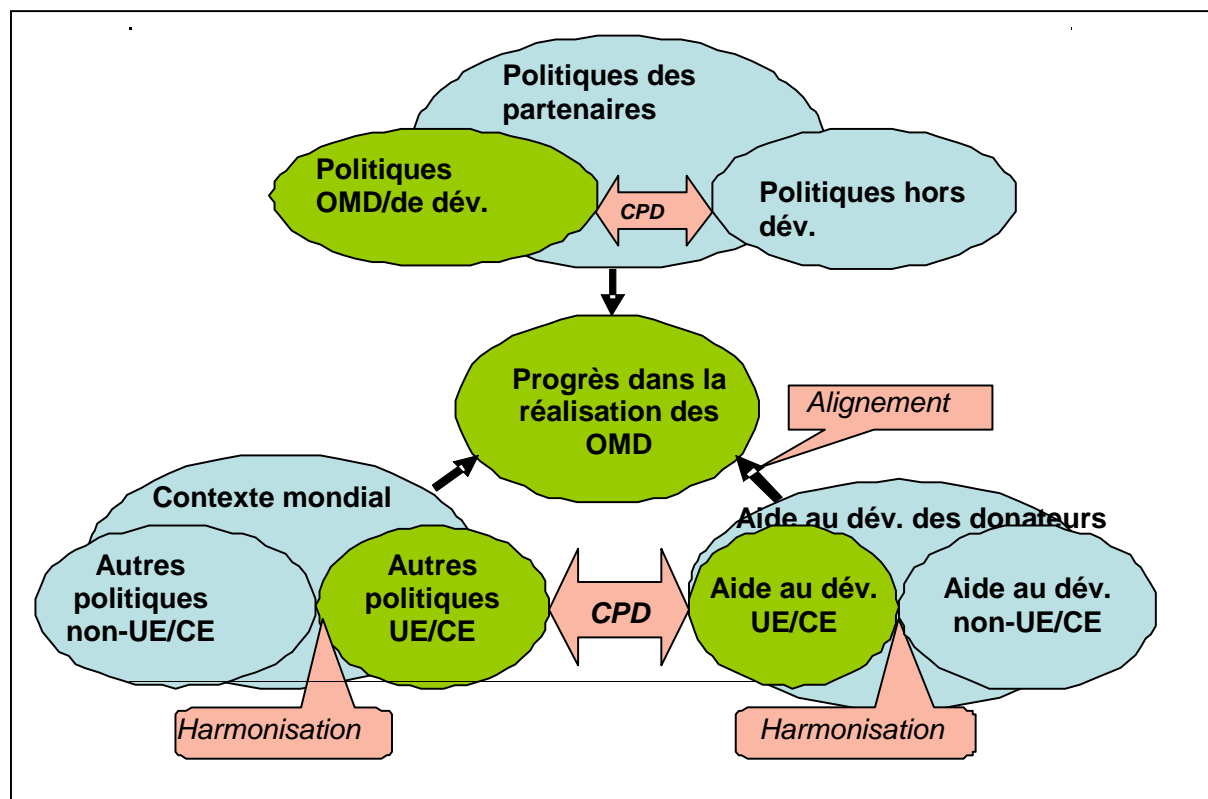 Politiques des
partenaires
Politiques
OMD/de dév.
CPD
Politiques hors
dév.
Progrès dans la
réalisation des
OMD
Alignement
Contexte mondial
Aide au dév. des donateurs
Autres
politiques
non-UE/CE
Autres
politiques
UE/CE
CPD
Aide au dév.
UE/CE
Aide au dév.
non-UE/CE
Harmonisation
Harmonisation